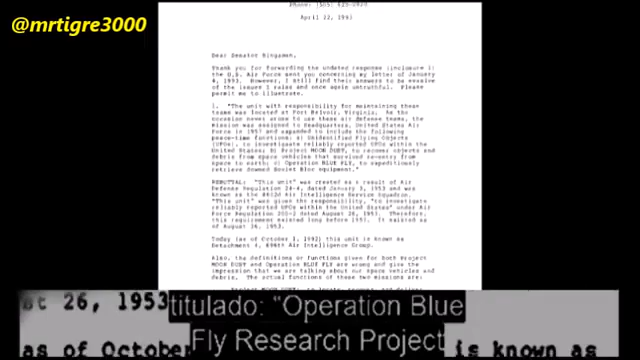 @mrtigre3000
April 22, 1993
Dear Senator Bingaman,
Thank you for forwarding the undated response (enclosure 1)
the U.S. Air Force sent you concerning my letter of January
4, 1993. However, I still find their answers to be evasive
of the issues I raise and once again untruthful. Please
permit me to illustrate.
1. "The unit with responsibility for maintaining these
teams was located at Fort Belvoir, Virginia. As the
occasion never arose to use these air defense teams, the
mission was assigned to Headquarters, United States Air
Force in 1957 and expanded to include the following
peace-time functions: a) Unidentified Flying Objects
(UFOs), to investigate reliably reported UFOs within the
United States; b) Project MOON DUST, to recover objects and
debris from space vehicles that survived re-entry from
space to earth; c) Operation BLUE FLY, to expeditiously
retrieve downed Soviet Bloc equipment."
REBUTTAL: "This unit" was created as a result of Air
Defense Regulation 24-4, dated January 3, 1953 and was
known as the 4602d Air Intelligence Service Squadron.
"This unit" was given the responsibility, "to investigate
reliably reported UFOs within the United States" under Air
Force Regulation 200-2 dated August 26, 1953. Therefore,
this requirement existed long before 1957. It existed as
of August 26, 1953.
Today (as of October 1, 1992) this unit is known as
Detachment 4, 696th Air Intelligence Group.
Also, the definitions or functions given for both Project
MOON DUST and Operation BLUE FLY are wrong and give the
impression that we are talking about our space vehicles and
debris. The actual functions of these two missions are:
st 26, 1953
titulado: "Operation Blue
Fly Research Project
as of October
is known as